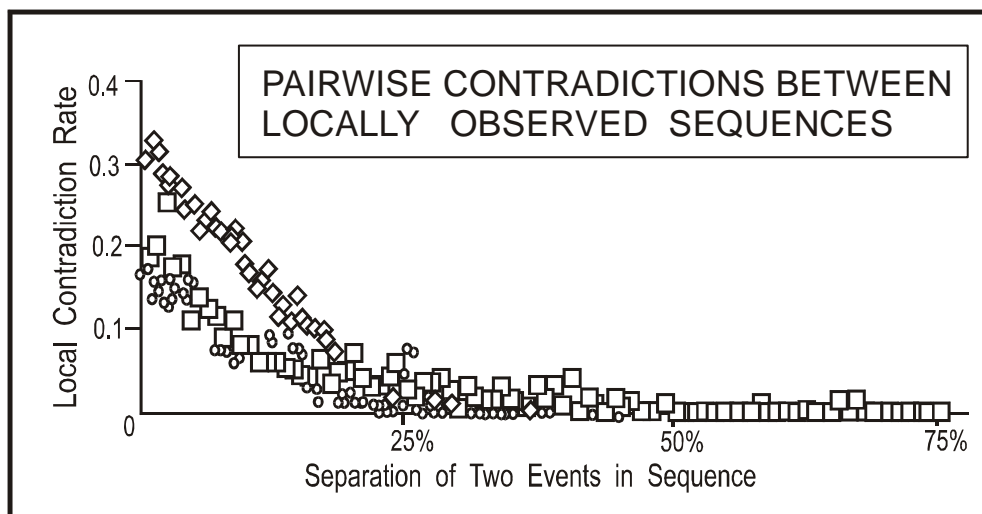 PAIRWISE CONTRADICTIONS BETWEEN
LOCALLY OBSERVED SEQUENCES
Local Contradiction Rate
0.4
0.3
0.2
0.1
0
25%
50%
75%
Separation of Two Events in Sequence